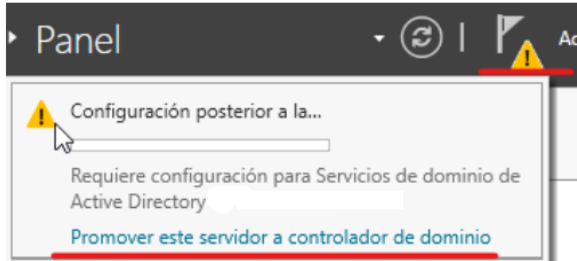 Panel
Ad
Configuración posterior a la...
Requiere configuración para Servicios de dominio de
Active Directory
Promover este servidor a controlador de dominio